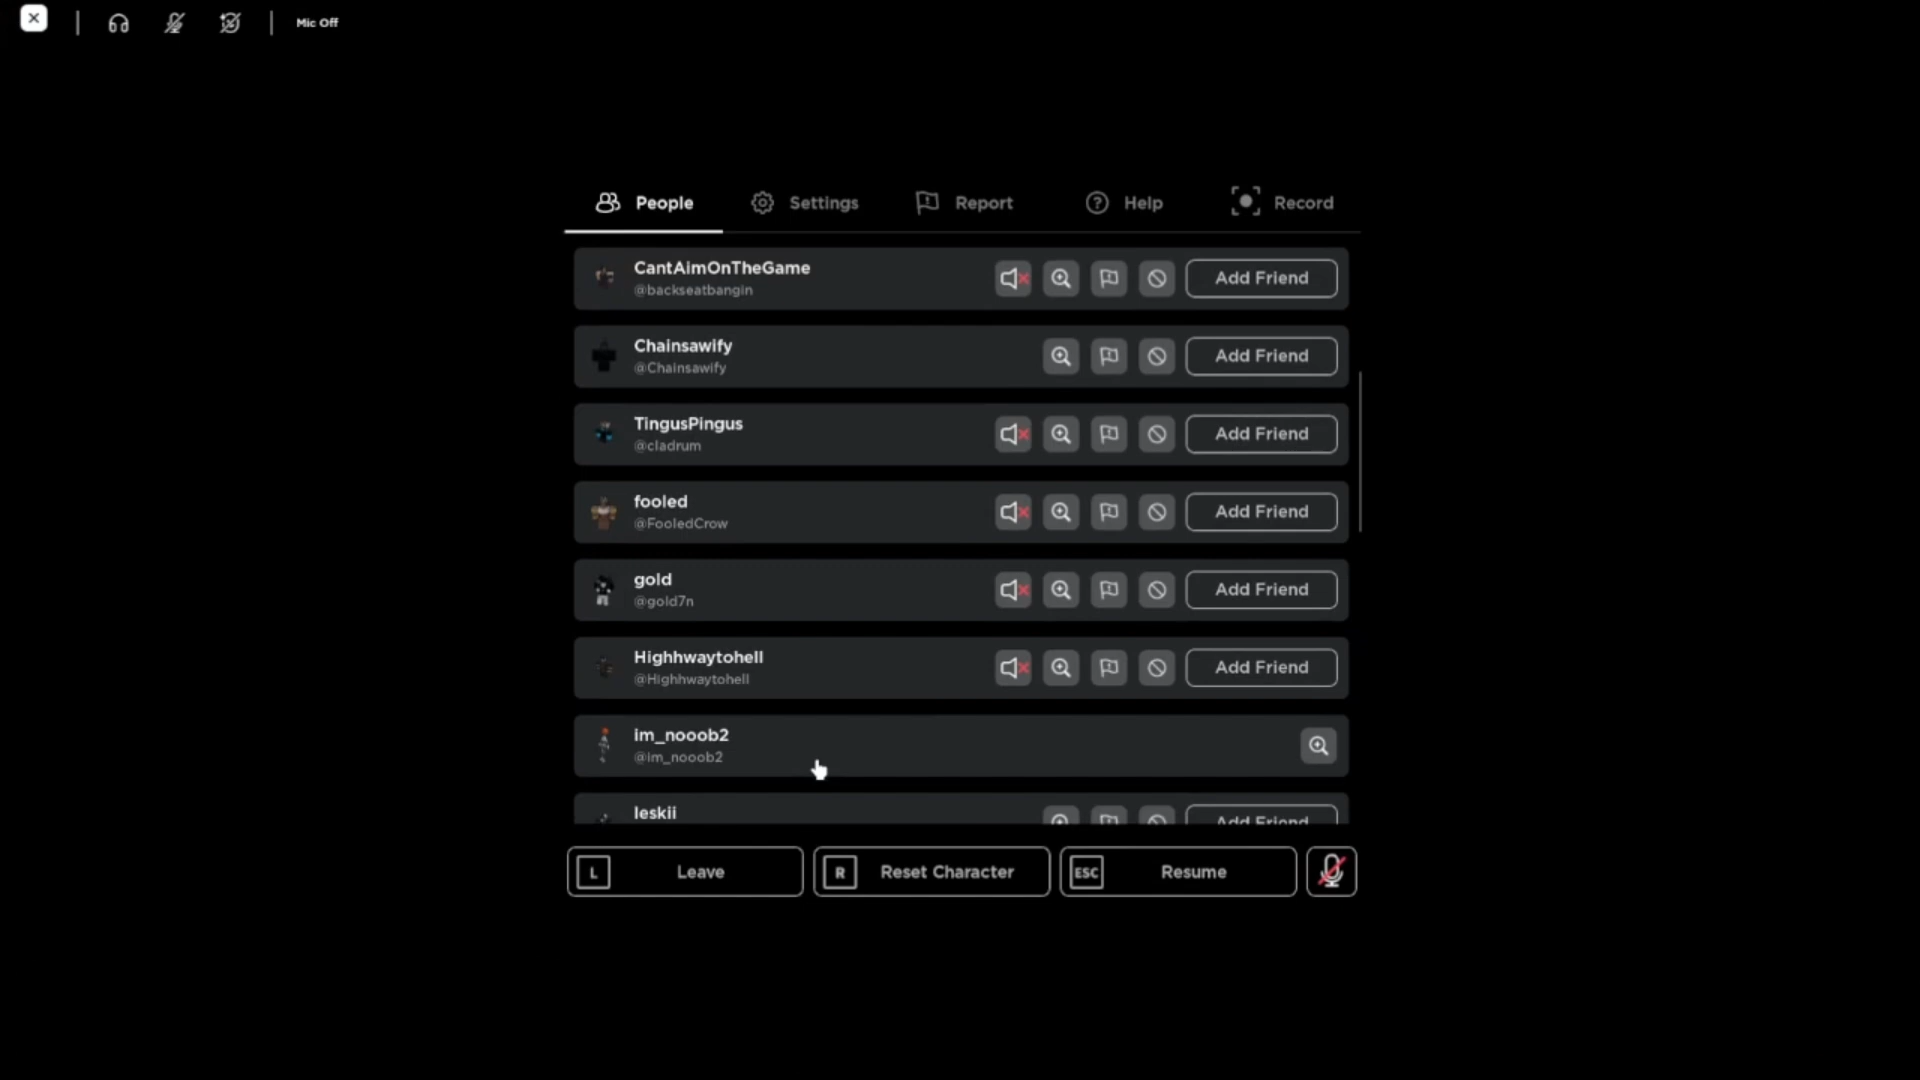 Mic Off
People Settings Report Help Record
CantAimOnTheGame
@backseatbangin
Add Friend
Chainsawify
@Chainsawify
Add Friend
TingusPingus
@cladrum
Add Friend
fooled
@FooledCrow
Add Friend
gold
@gold7n
Add Friend
Highhwaytohell
@Highhwaytohell
Add Friend
im_nooob2
@im_nooob2
leskii
Add Friend
L Leave R Reset Character ESC Resume